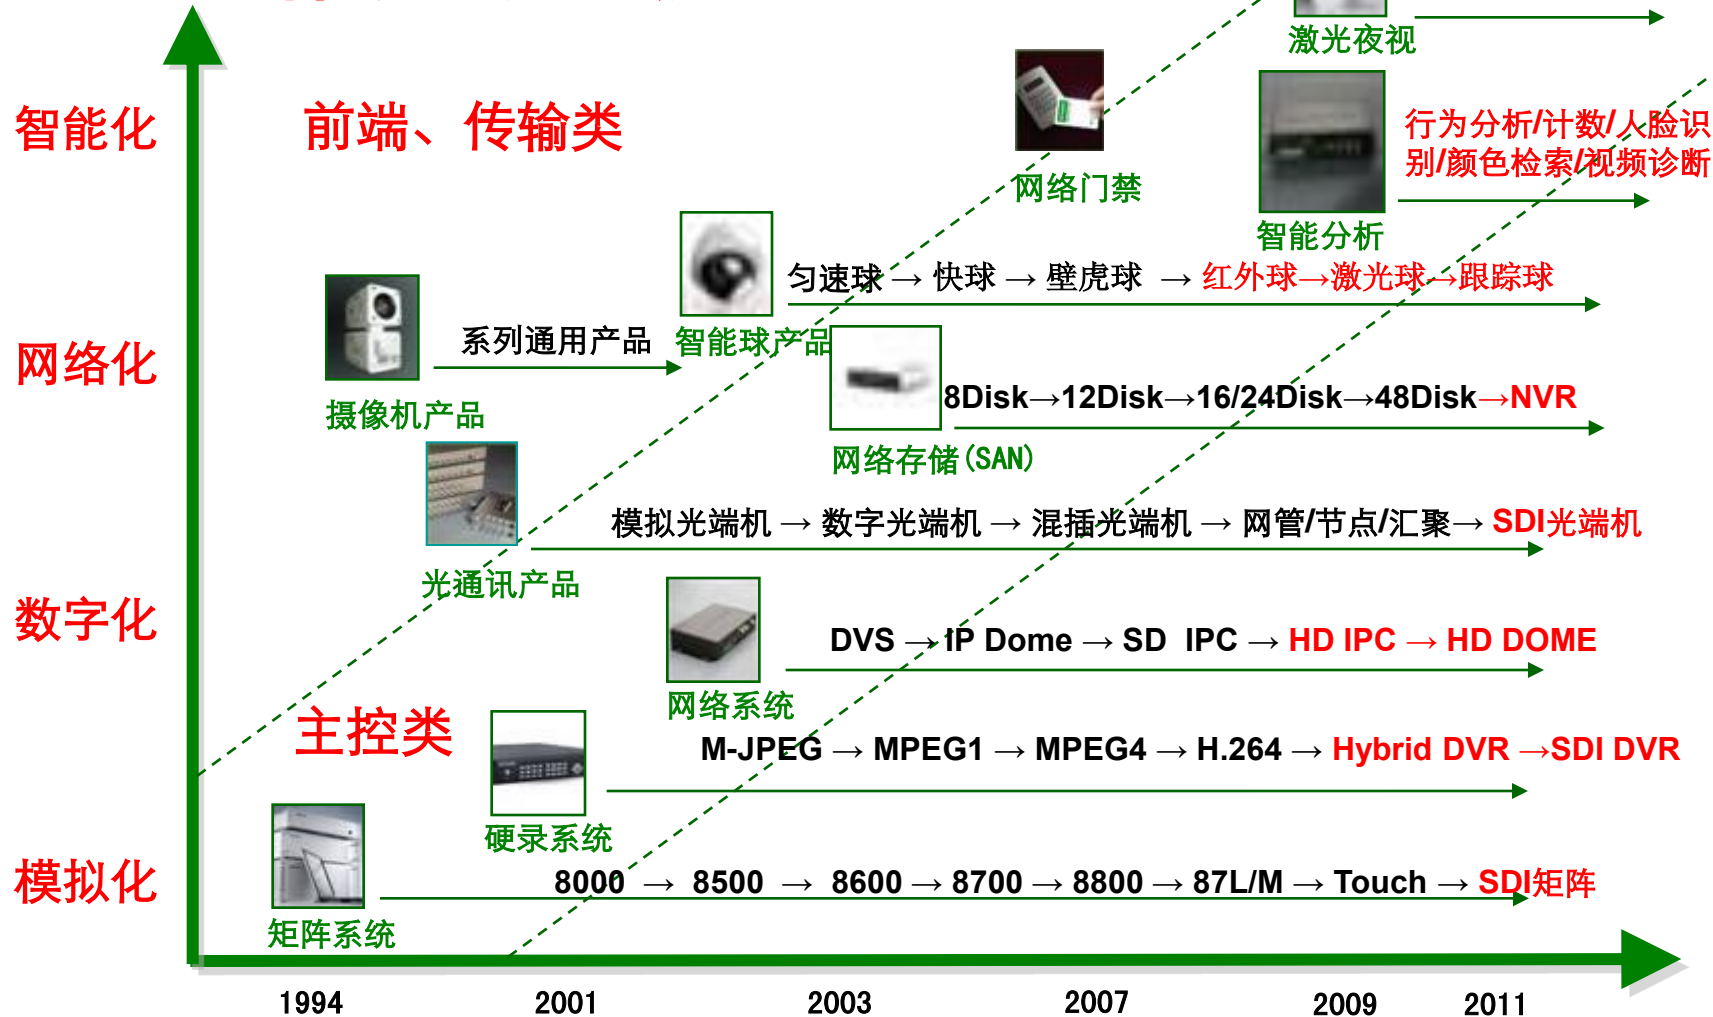 激光夜视
智能化
前端、传输类
行为分析/计数/人脸识
别/颜色检索/视频诊断
网络门禁
智能分析
匀速球 → 快球 → 壁虎球 → 红外球→激光球→跟踪球
系列通用产品
智能球产品
网络化
8Disk→12Disk→16/24Disk→48Disk→NVR
摄像机产品
网络存储(SAN)
模拟光端机 → 数字光端机 → 混插光端机 → 网管/节点/汇聚→ SDI光端机
光通讯产品
数字化
DVS → IP Dome → SD IPC → HD IPC → HD DOME
网络系统
主控类
M-JPEG → MPEG1 → MPEG4 → H.264 → Hybrid DVR →SDI DVR
硬录系统
模拟化
8000 → 8500 → 8600 → 8700 → 8800 → 87L/M → Touch → SDI矩阵
矩阵系统
1994 2001 2003 2007 2009 2011